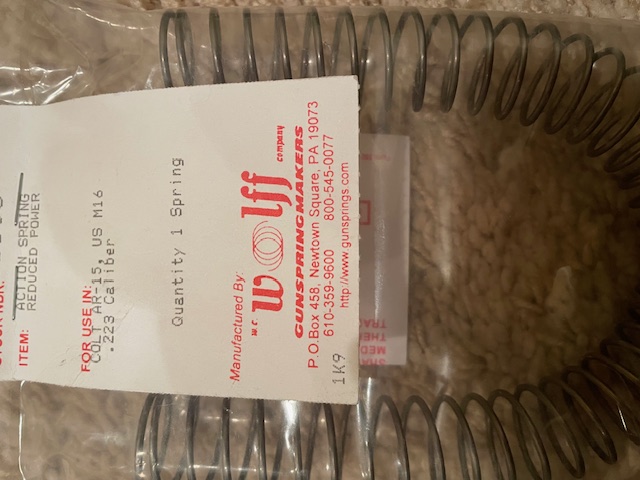 ITEM: ACTION SPRING
REDUCED POWER
FOR USE IN:
COLT AR-15, US M16
.223 Caliber
Quantity 1 Spring
Manufactured By:
W.C. Wolff company
GUNSPRINGMAKERS
P.O. Box 458, Newtown Square, PA 19073
610-359-9600 800-545-0077
http://www.gunsprings.com
1K9